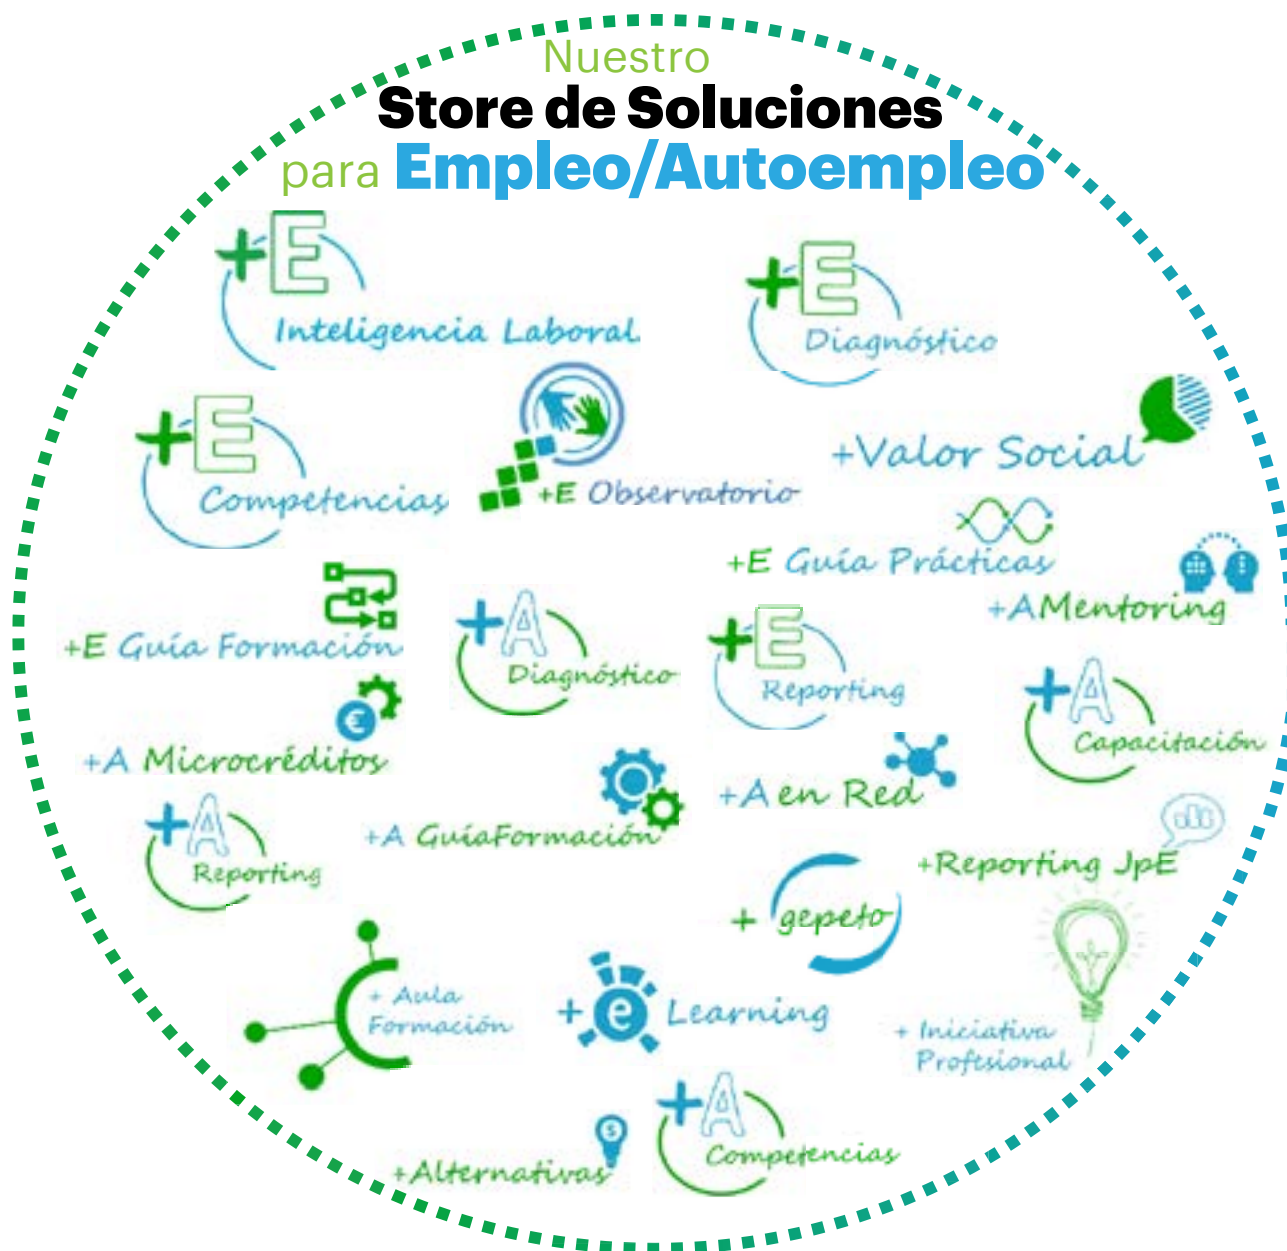 Nuestro
Store de Soluciones
para Empleo/Autoempleo
+E
Inteligencia Laboral
+E
Diagnóstico
+E
Competencias
+E Observatorio
+Valor Social
+E Guía Prácticas
+A Mentoring
+E Guía Formación
+A
Diagnóstico
+E
Reporting
+A
Capacitación
€
+A Microcréditos
+A en Red
+A
Reporting
+A GuíaFormación
+Reporting JpE
+ gepeto
+ Aula
Formación
+ e Learning
+ Iniciativa
Profesional
$
+Alternativas
+A
Competencias